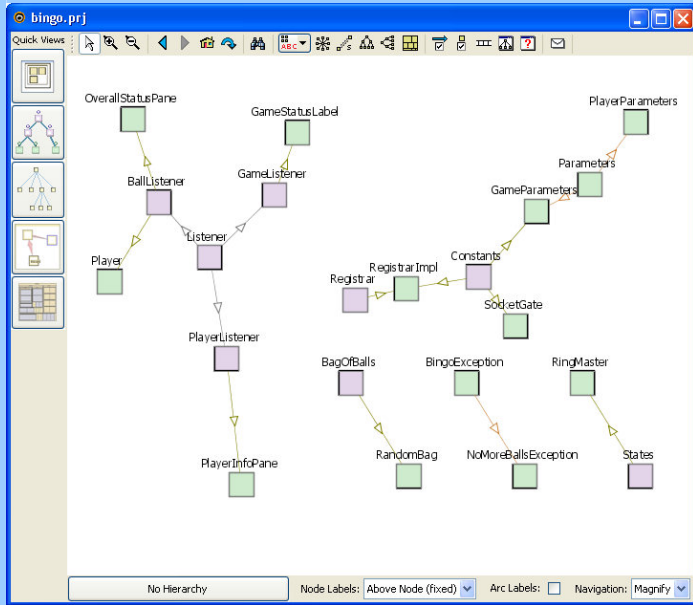 bingo.prj
Quick Views
ABC
?
OverallStatusPane
GameStatusLabel
PlayerParameters
BallListener
GameListener
Parameters
GameParameters
Listener
Player
Constants
RegistrarImpl
Registrar
SocketGate
PlayerListener
BagOfBalls
BingoException
RingMaster
PlayerInfoPane
RandomBag
NoMoreBallsException
States
No Hierarchy
Node Labels: Above Node (fixed)
Arc Labels:
Navigation: Magnify